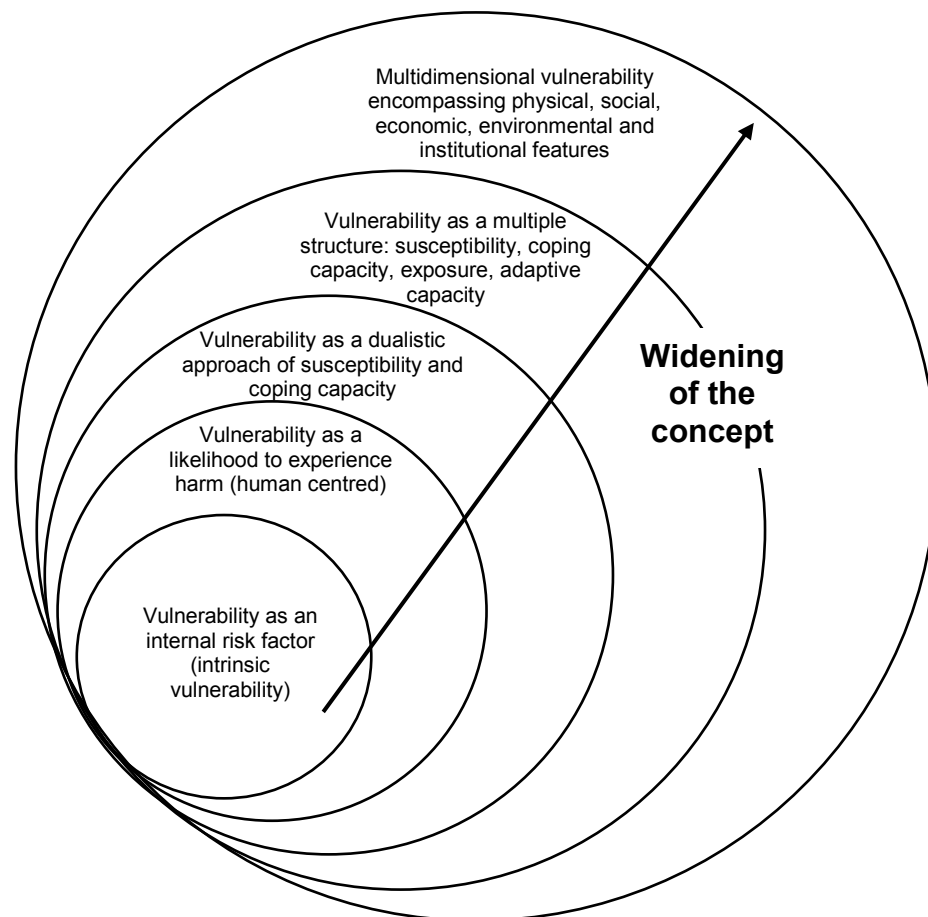 Multidimensional vulnerability
encompassing physical, social,
economic, environmental and
institutional features
Vulnerability as a multiple
structure: susceptibility, coping
capacity, exposure, adaptive
capacity
Vulnerability as a dualistic
approach of susceptibility and
coping capacity
Vulnerability as a
likelihood to experience
harm (human centred)
Vulnerability as an
internal risk factor
(intrinsic
vulnerability)
Widening
of the
concept